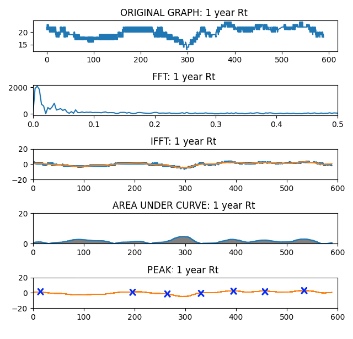 ORIGINAL GRAPH: 1 year Rt
20
15
0 100 200 300 400 500 600
FFT: 1 year Rt
2000
0
0.0 0.1 0.2 0.3 0.4 0.5
IFFT: 1 year Rt
20
0
−20
0 100 200 300 400 500 600
AREA UNDER CURVE: 1 year Rt
20
0
0 100 200 300 400 500 600
PEAK: 1 year Rt
20
0
−20
0 100 200 300 400 500 600